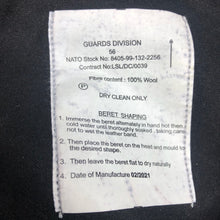 GUARDS DIVISION
56
NATO Stock No: 8405-99-132-2256
Contract No:LSL/DC/0039
Fibre content : 100% Wool
P
DRY CLEAN ONLY
BERET SHAPING
1. Immense the beret alternately in hand hot then
cold water until thoroughly soaked , taking care
not to wet the leather band.
2. Then place the beret on the head and mould to
the desired shape.
3. Then leave the beret flat to dry naturally
4. Date of Manufacture 02/2021